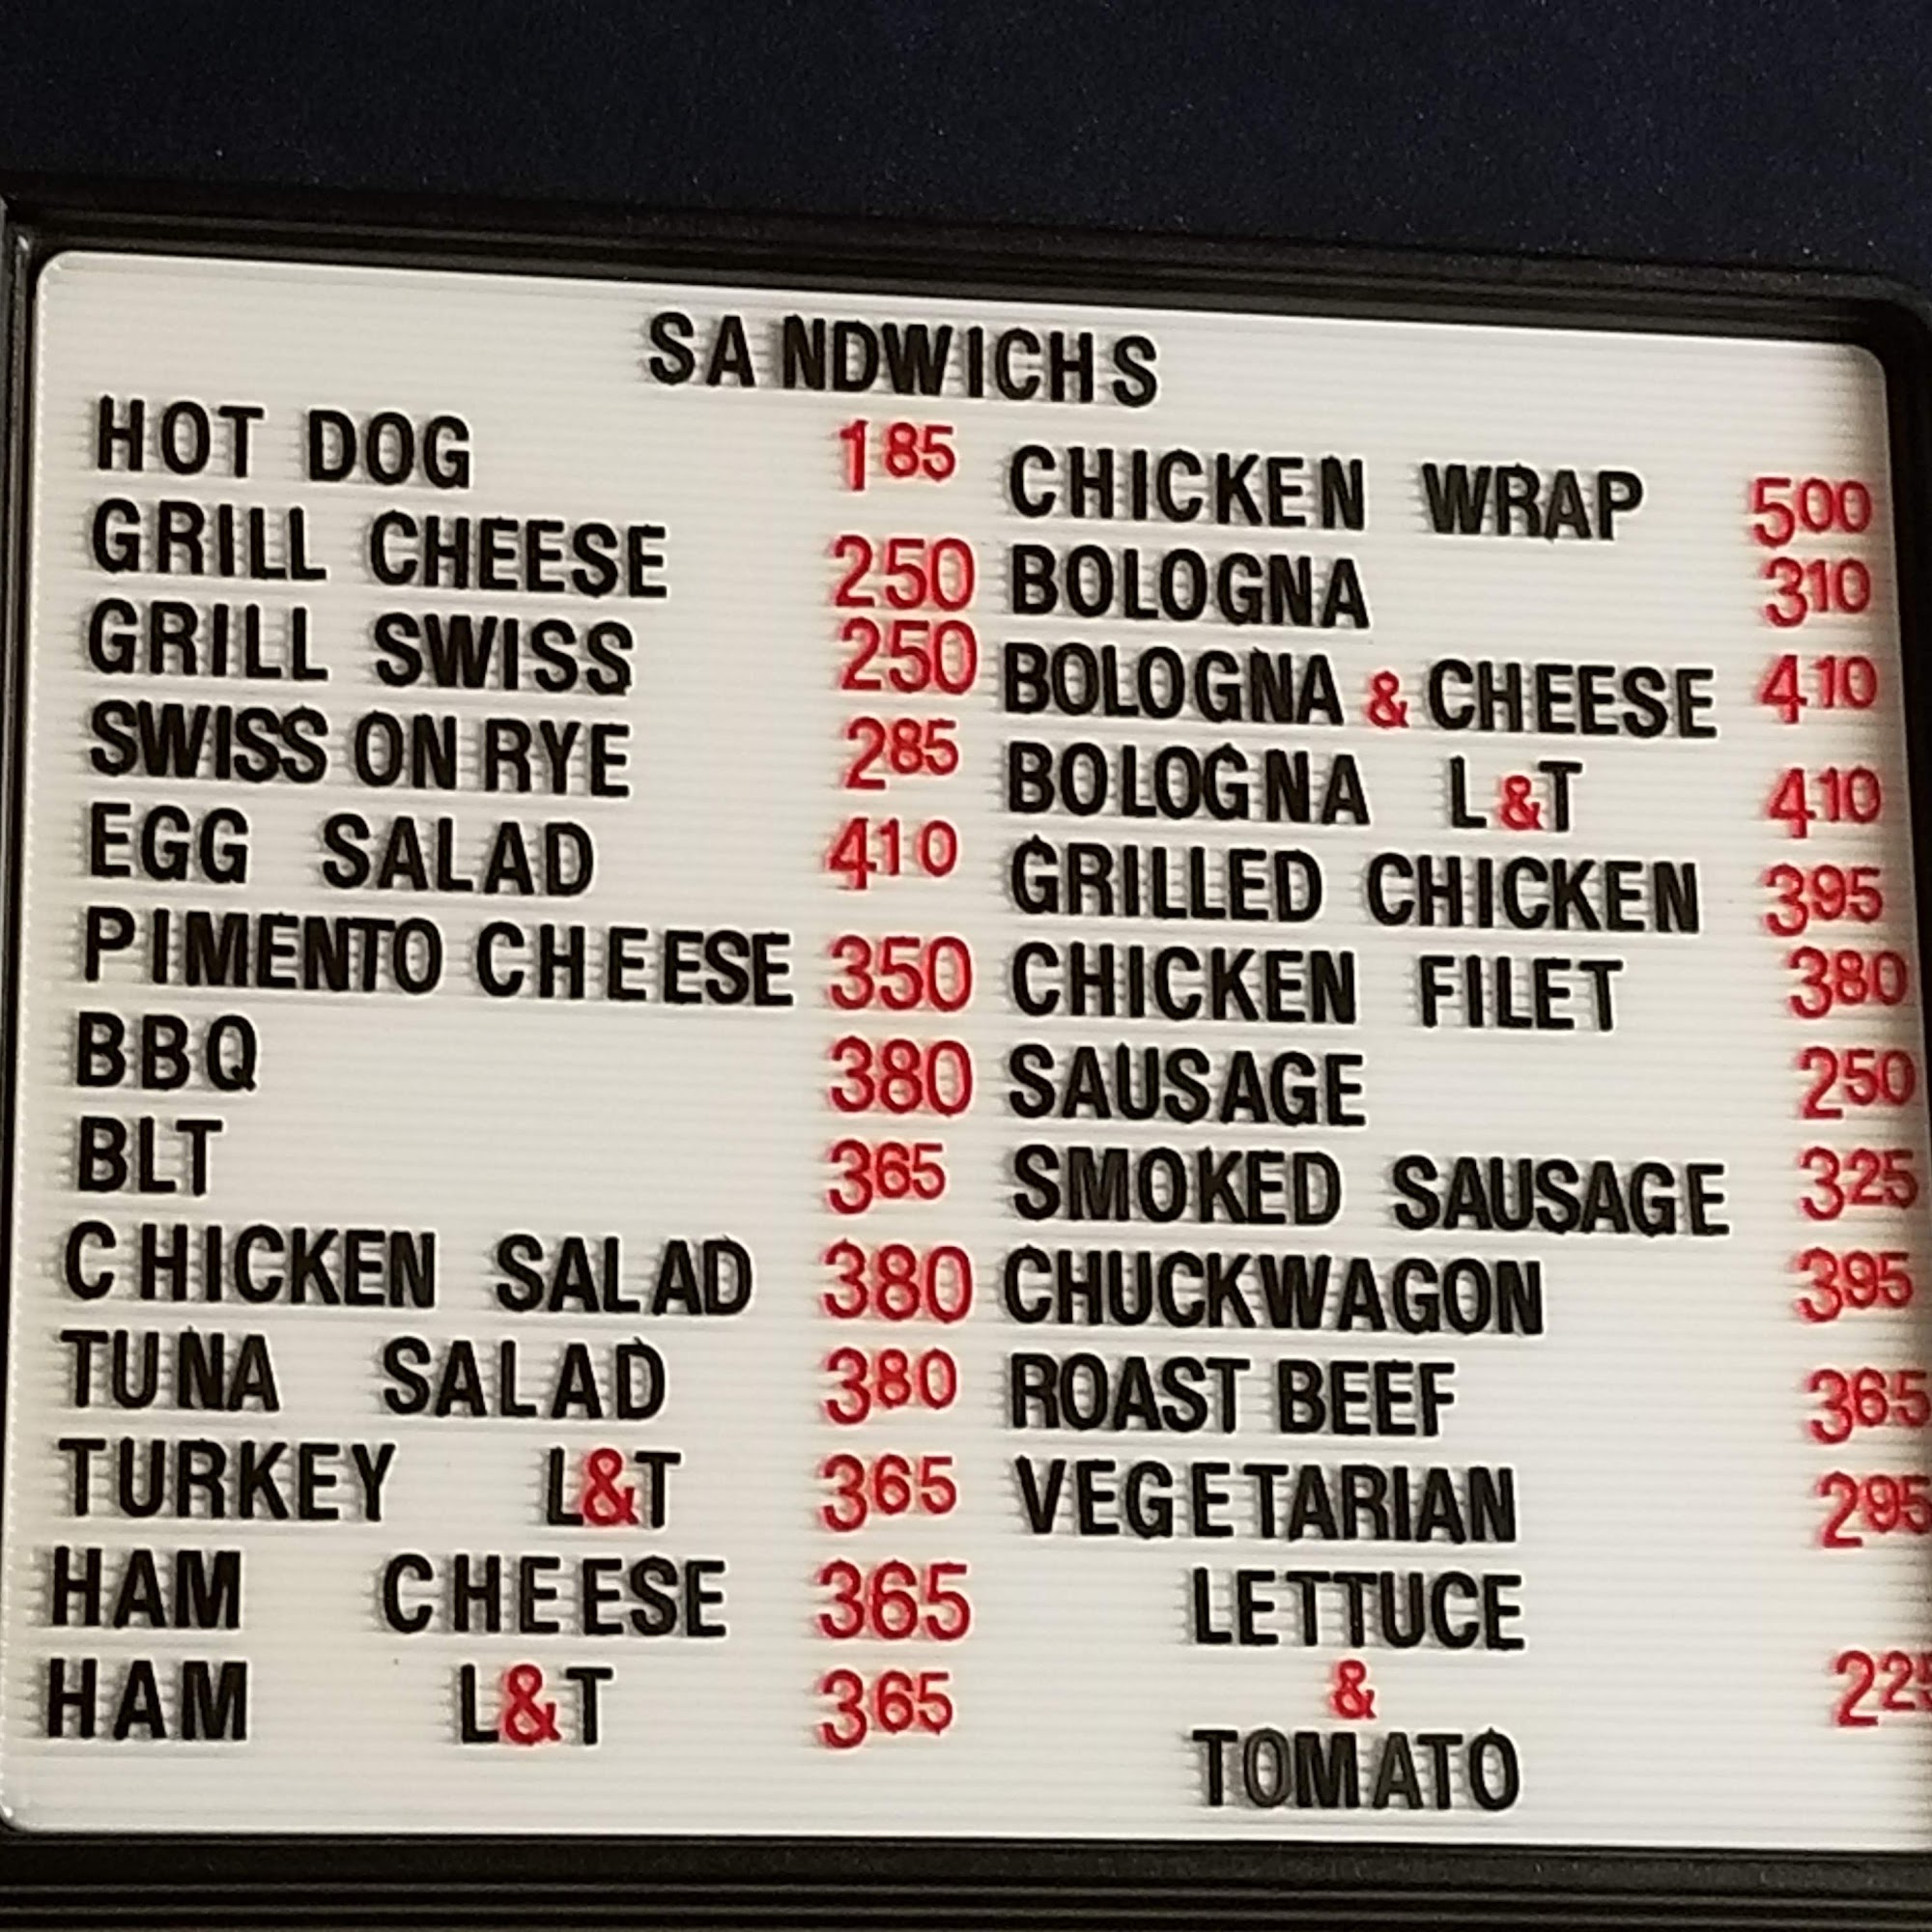 SANDWICHS
HOT DOG 185
GRILL CHEESE 250
GRILL SWISS 250
SWISS ON RYE 285
EGG SALAD 410
PIMENTO CHEESE 350
BBQ 380
BLT 365
CHICKEN SALAD 380
TUNA SALAD 380
TURKEY L&T 365
HAM CHEESE 365
HAM L&T 365
CHICKEN WRAP 500
BOLOGNA 310
BOLOGNA & CHEESE 410
BOLOGNA L&T 410
GRILLED CHICKEN 395
CHICKEN FILET 380
SAUSAGE 250
SMOKED SAUSAGE 325
CHUCKWAGON 395
ROAST BEEF 365
VEGETARIAN 295
LETTUCE
& 225
TOMATO